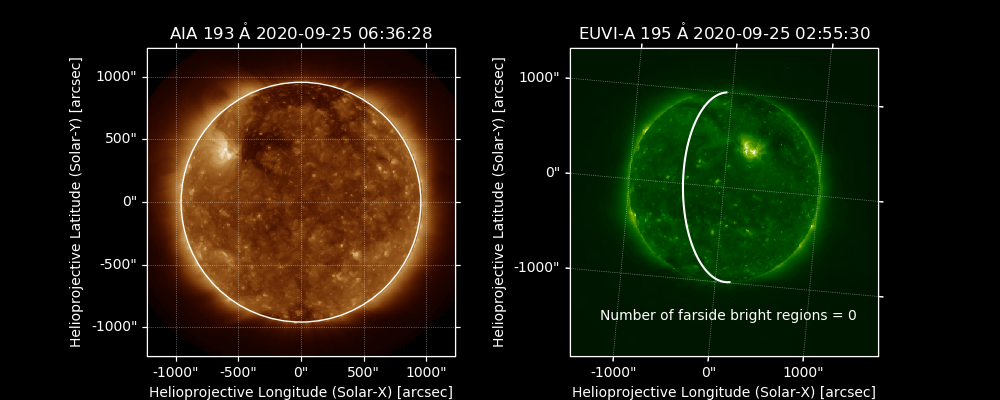 AIA 193 Å 2020-09-25 06:36:28
1000"
500"
0"
-500"
-1000"
-1000"
-500"
0"
500"
1000"
Helioprojective Longitude (Solar-X) [arcsec]
Helioprojective Latitude (Solar-Y) [arcsec]
EUVI-A 195 Å 2020-09-25 02:55:30
1000"
0"
-1000"
Number of farside bright regions = 0
-1000"
0"
1000"
Helioprojective Longitude (Solar-X) [arcsec]
Helioprojective Latitude (Solar-Y) [arcsec]